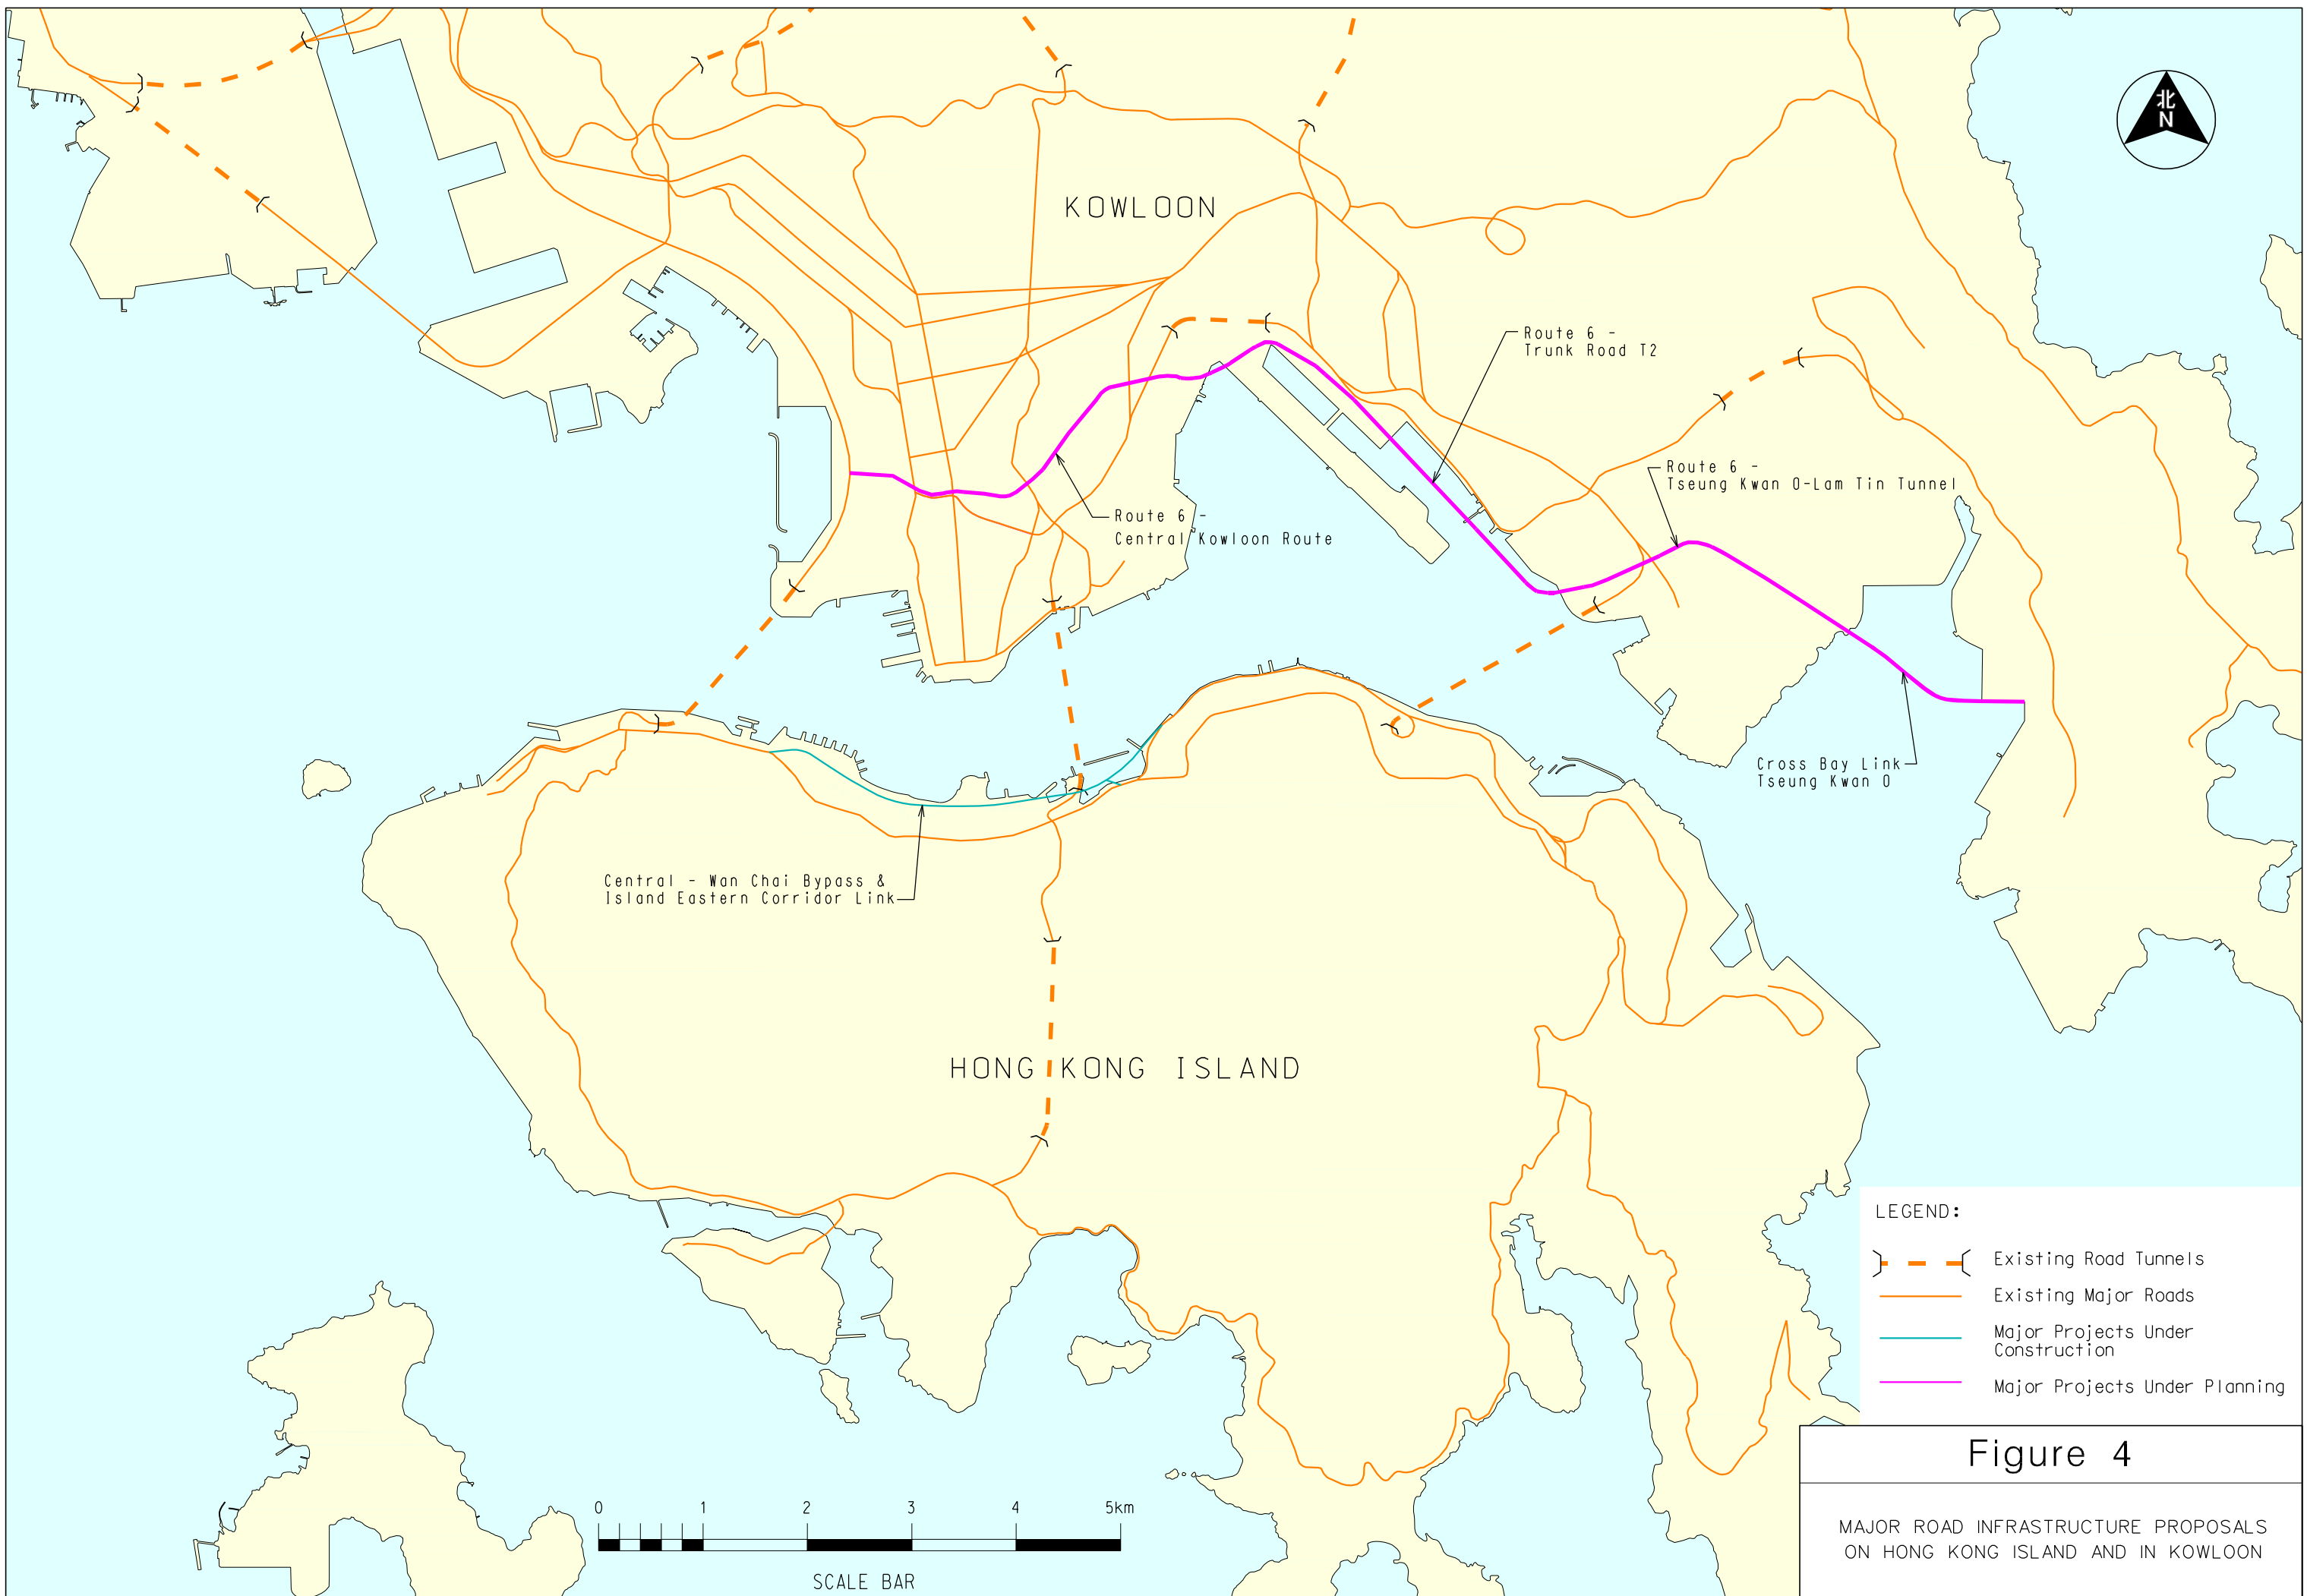 北
N
KOWLOON
Route 6 -
Trunk Road T2
Route 6 -
Tseung Kwan O-Lam Tin Tunnel
Route 6 -
Central Kowloon Route
Cross Bay Link
Tseung Kwan O
Central - Wan Chai Bypass &
Island Eastern Corridor Link
HONG KONG ISLAND
LEGEND:
Existing Road Tunnels
Existing Major Roads
Major Projects Under
Construction
Major Projects Under Planning
Figure 4
MAJOR ROAD INFRASTRUCTURE PROPOSALS
ON HONG KONG ISLAND AND IN KOWLOON
0 1 2 3 4 5km
SCALE BAR